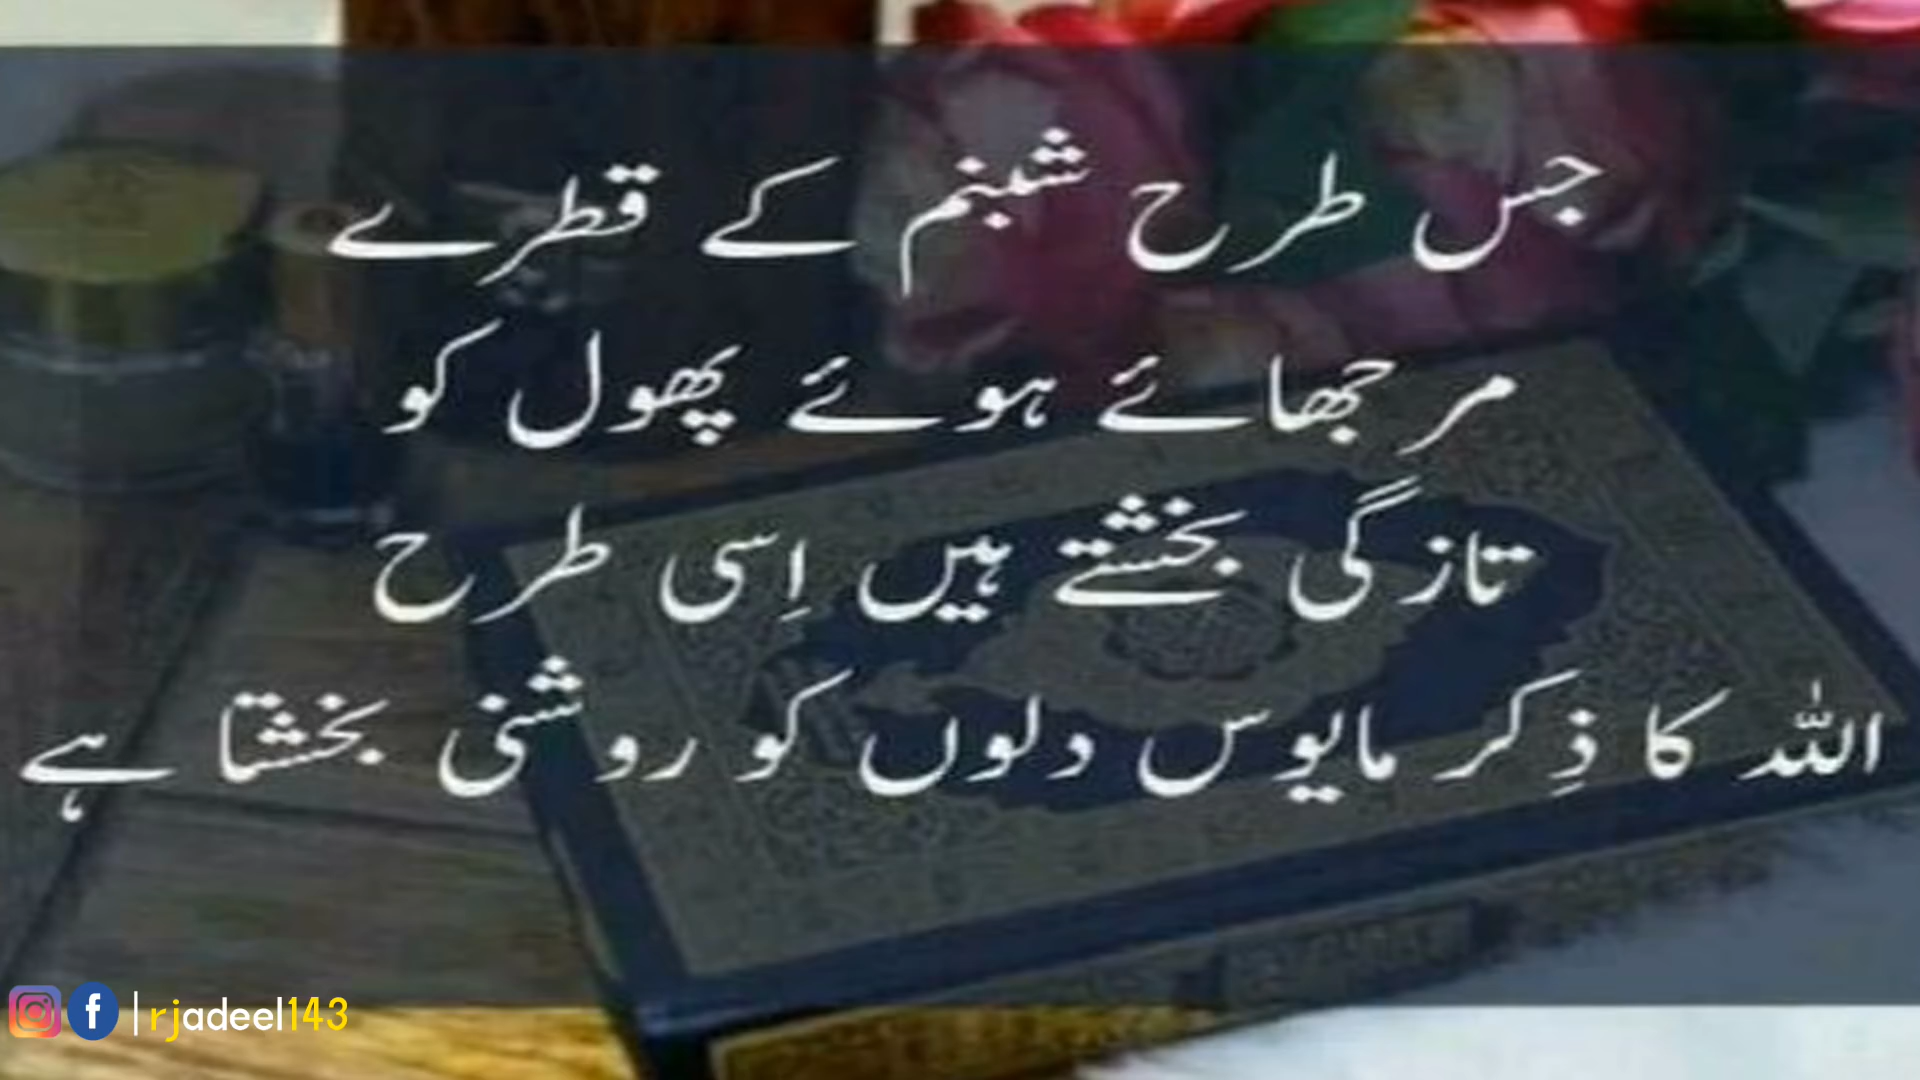 جس طرح شبنم کے قطرے
مرجھائے ہوئے پھول کو
تازگی بخشتے ہیں اِسی طرح
اللہ کا ذِکر مایوس دلوں کو روشنی بخشتا ہے
rjadeel143